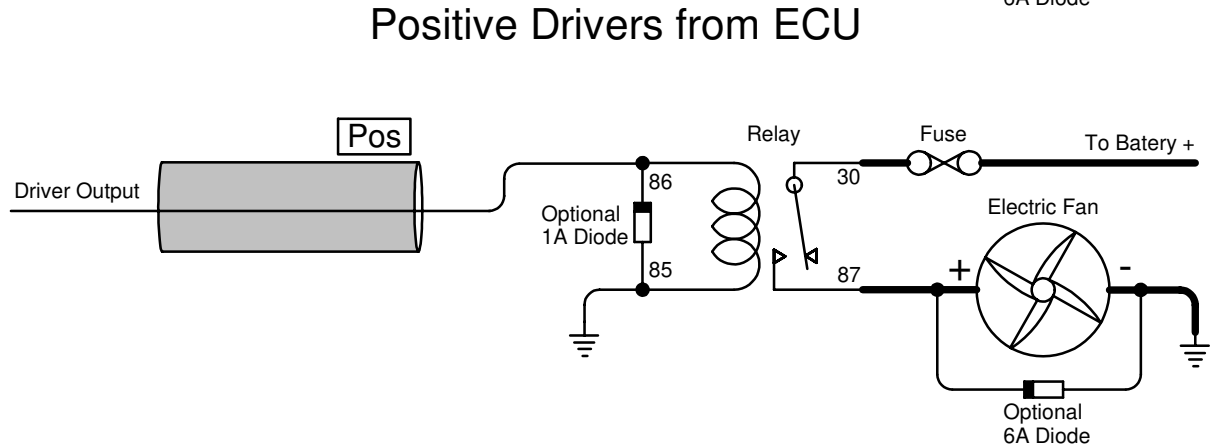 6A Diode
Positive Drivers from ECU
Pos
Driver Output
Relay
Fuse
To Batery +
86
30
Optional
1A Diode
Electric Fan
85
87
+
-
Optional
6A Diode